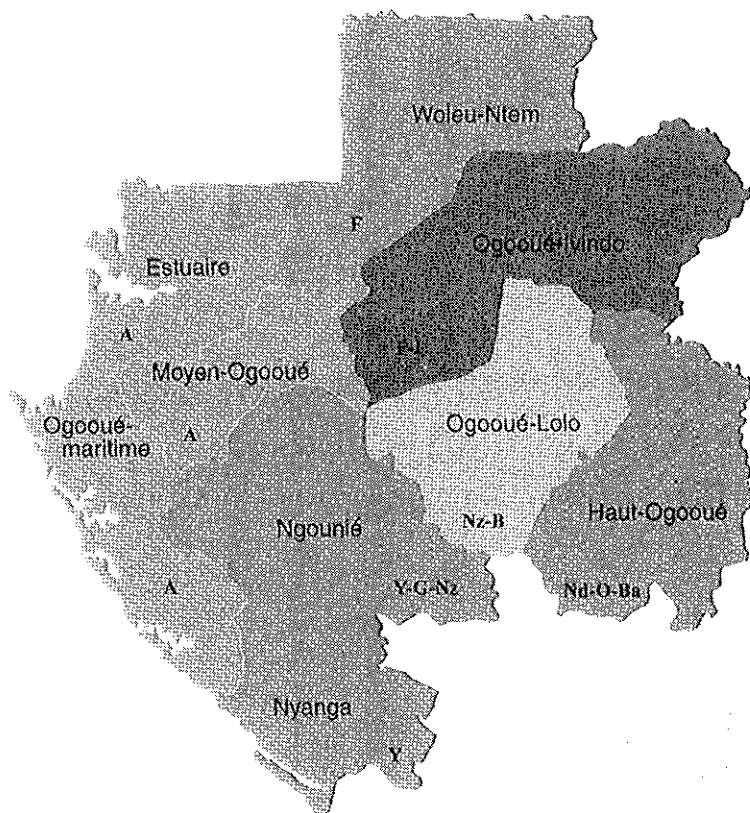 Woleu-Ntem
F
Ogooué-Ivindo
Estuaire
A
Moyen-Ogooué
Ogooué-
maritime
A
Ogooué-Lolo
Nz-B
Haut-Ogooué
Ngounié
A
Y-G-Nz
Nd-O-Ba
Nyanga
Y